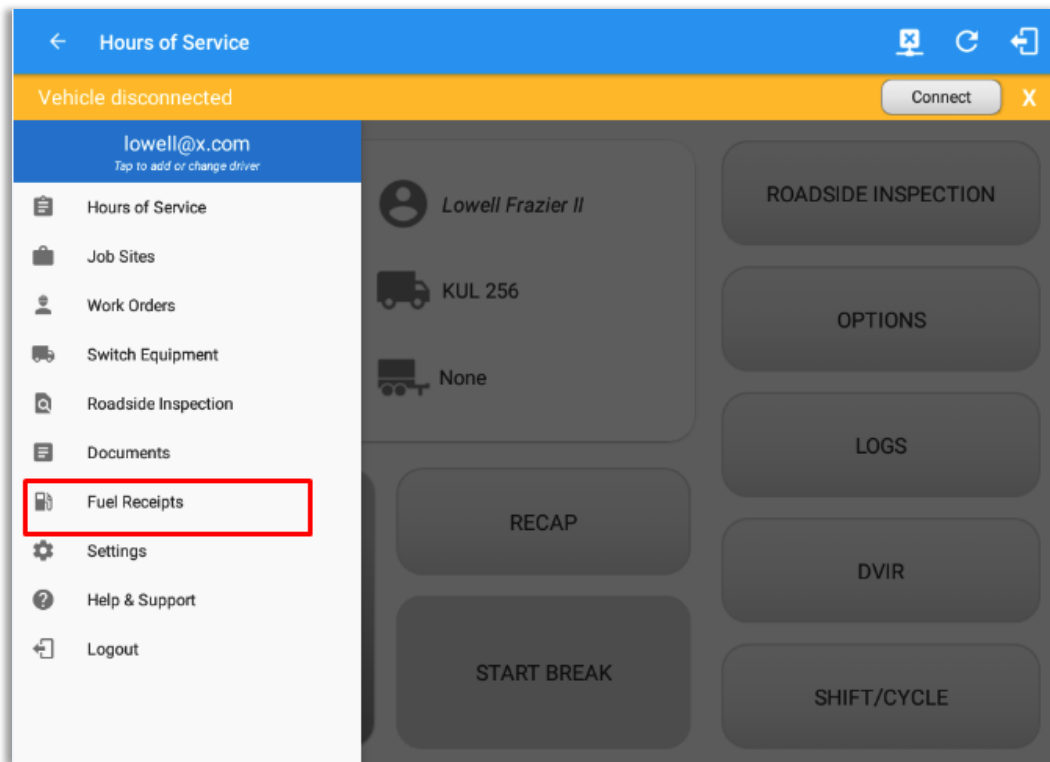 Hours of Service
Vehicle disconnected
Connect
X
lowell@x.com
Tap to add or change driver
Hours of Service
Job Sites
Work Orders
Switch Equipment
Roadside Inspection
Documents
Fuel Receipts
Settings
Help & Support
Logout
Lowell Frazier II
KUL 256
None
RECAP
START BREAK
ROADSIDE INSPECTION
OPTIONS
LOGS
DVIR
SHIFT/CYCLE